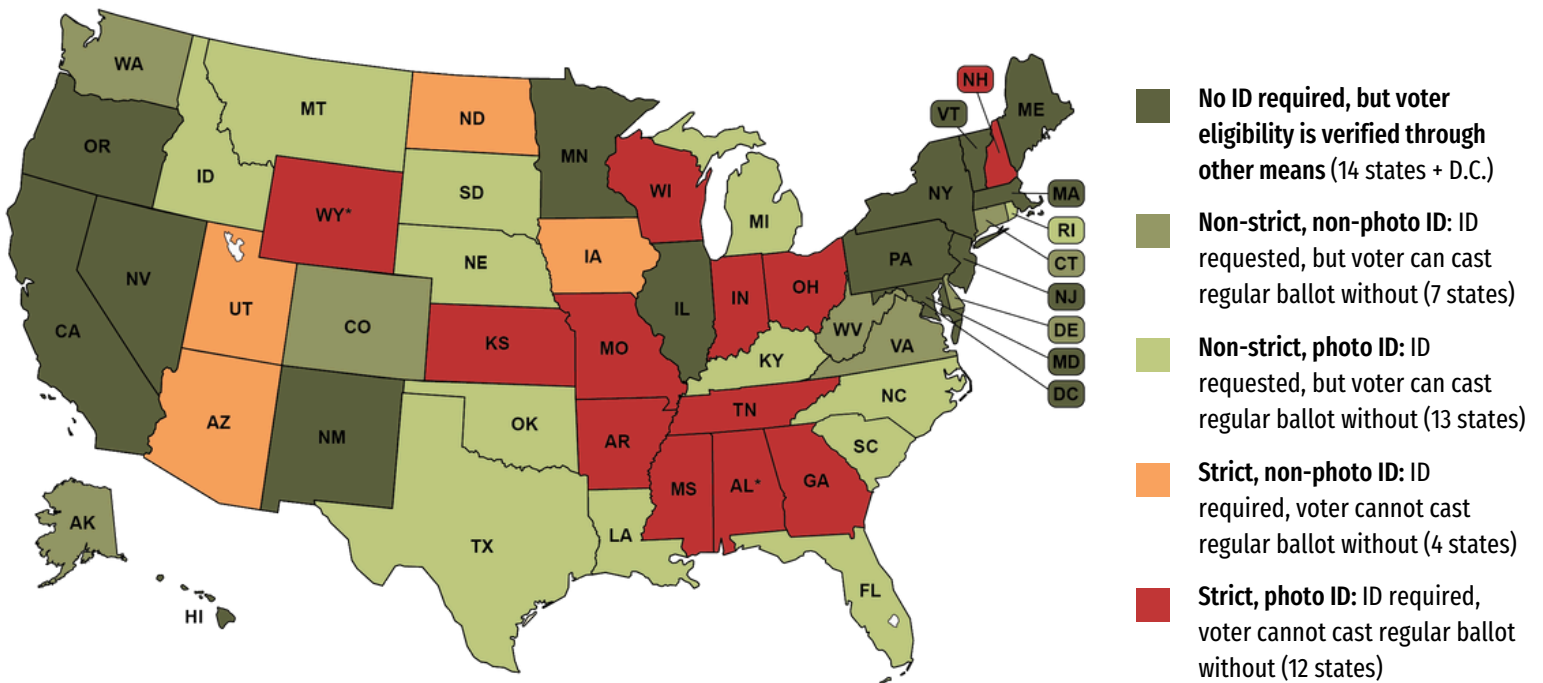 WA
MT
ND
MN
NH
VT
ME
OR
ID
SD
WI
MI
NY
MA
WY*
RI
NE
IA
PA
CT
NV
UT
CO
IL
IN
OH
NJ
CA
KS
MO
KY
WV
VA
DE
MD
DC
AZ
NM
OK
AR
TN
NC
SC
MS
AL*
GA
TX
LA
FL
AK
HI
No ID required, but voter
eligibility is verified through
other means (14 states + D.C.)
Non-strict, non-photo ID: ID
requested, but voter can cast
regular ballot without (7 states)
Non-strict, photo ID: ID
requested, but voter can cast
regular ballot without (13 states)
Strict, non-photo ID: ID
required, voter cannot cast
regular ballot without (4 states)
Strict, photo ID: ID required,
voter cannot cast regular ballot
without (12 states)